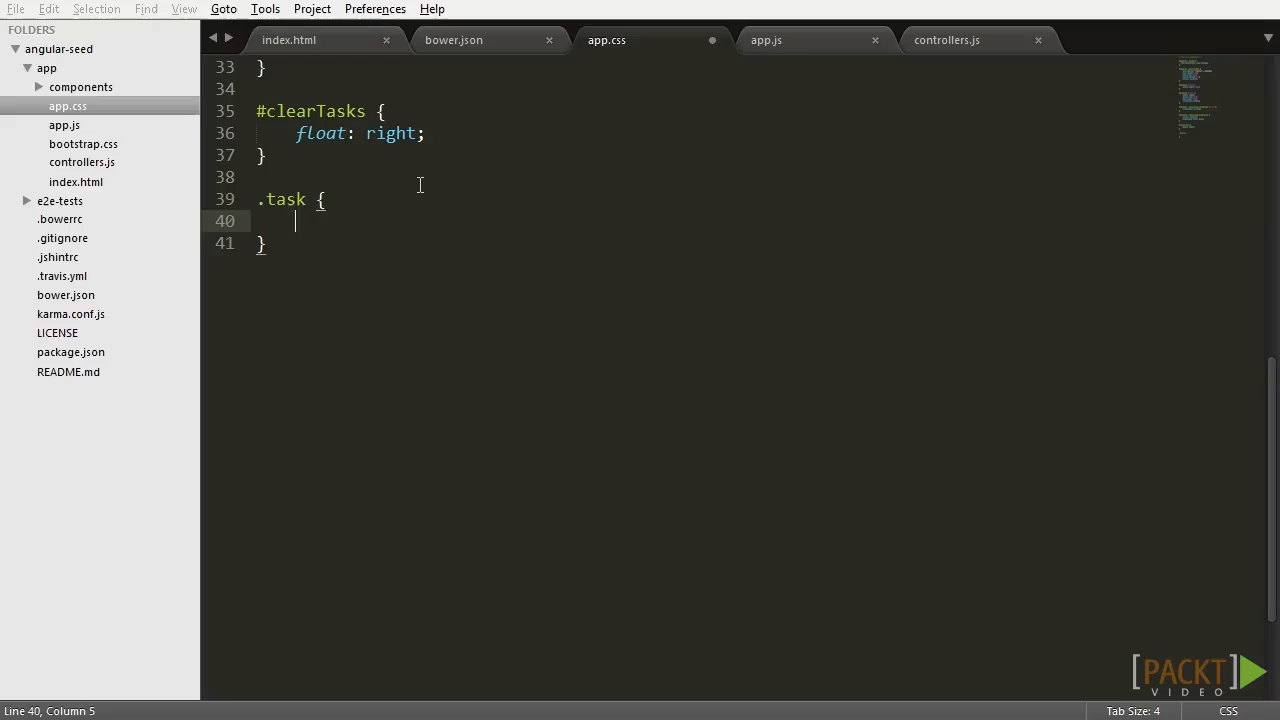 File Edit Selection Find View Goto Tools Project Preferences Help
FOLDERS
angular-seed
app
components
app.css
app.js
bootstrap.css
controllers.js
index.html
e2e-tests
.bowerrc
.gitignore
.jshintrc
.travis.yml
bower.json
karma.conf.js
LICENSE
package.json
README.md
index.html × bower.json × app.css app.js × controllers.js ×
33 }
34
35 #clearTasks {
36 float: right;
37 }
38
39 .task {
40
41 }
[PACKT]
VIDEO
Line 40, Column 5 Tab Size: 4 CSS